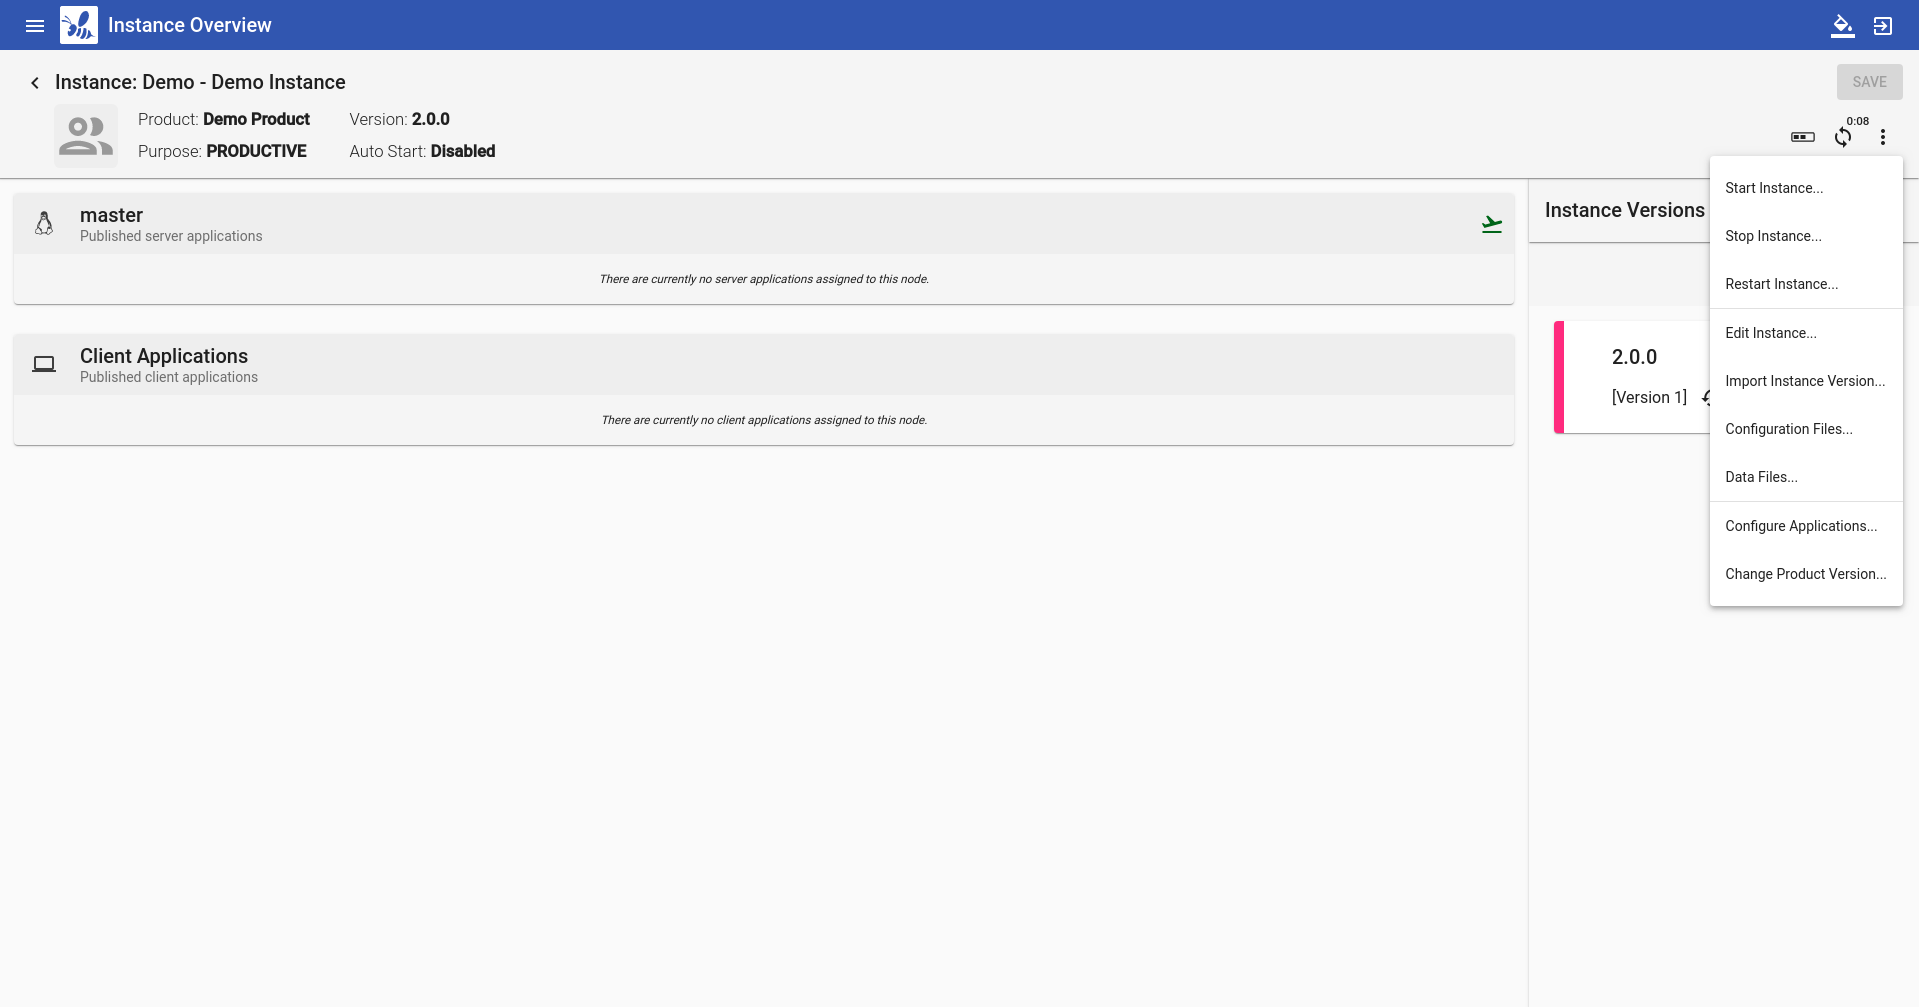 Instance Overview
Instance: Demo - Demo Instance
SAVE
Product: Demo Product
Version: 2.0.0
Purpose: PRODUCTIVE
Auto Start: Disabled
0:08
master
Published server applications
There are currently no server applications assigned to this node.
Client Applications
Published client applications
There are currently no client applications assigned to this node.
Instance Versions
2.0.0
[Version 1]
Start Instance...
Stop Instance...
Restart Instance...
Edit Instance...
Import Instance Version...
Configuration Files...
Data Files...
Configure Applications...
Change Product Version...